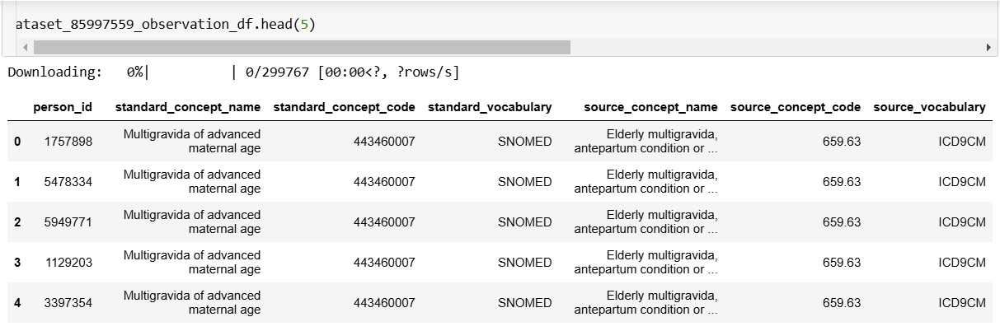 ataset_85997559_observation_df.head(5)
Downloading: 0%| | 0/299767 [00:00<?, ?rows/s]
person_id standard_concept_name standard_concept_code standard_vocabulary source_concept_name source_concept_code source_vocabulary
0 1757898 Multigravida of advanced maternal age 443460007 SNOMED Elderly multigravida, antepartum condition or ... 659.63 ICD9CM
1 5478334 Multigravida of advanced maternal age 443460007 SNOMED Elderly multigravida, antepartum condition or ... 659.63 ICD9CM
2 5949771 Multigravida of advanced maternal age 443460007 SNOMED Elderly multigravida, antepartum condition or ... 659.63 ICD9CM
3 1129203 Multigravida of advanced maternal age 443460007 SNOMED Elderly multigravida, antepartum condition or ... 659.63 ICD9CM
4 3397354 Multigravida of advanced maternal age 443460007 SNOMED Elderly multigravida, antepartum condition or ... 659.63 ICD9CM